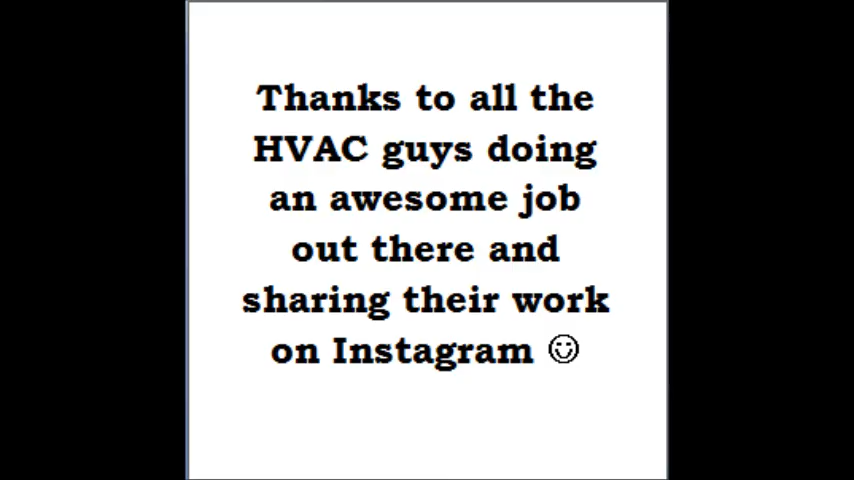 Thanks to all the
HVAC guys doing
an awesome job
out there and
sharing their work
on Instagram ☺